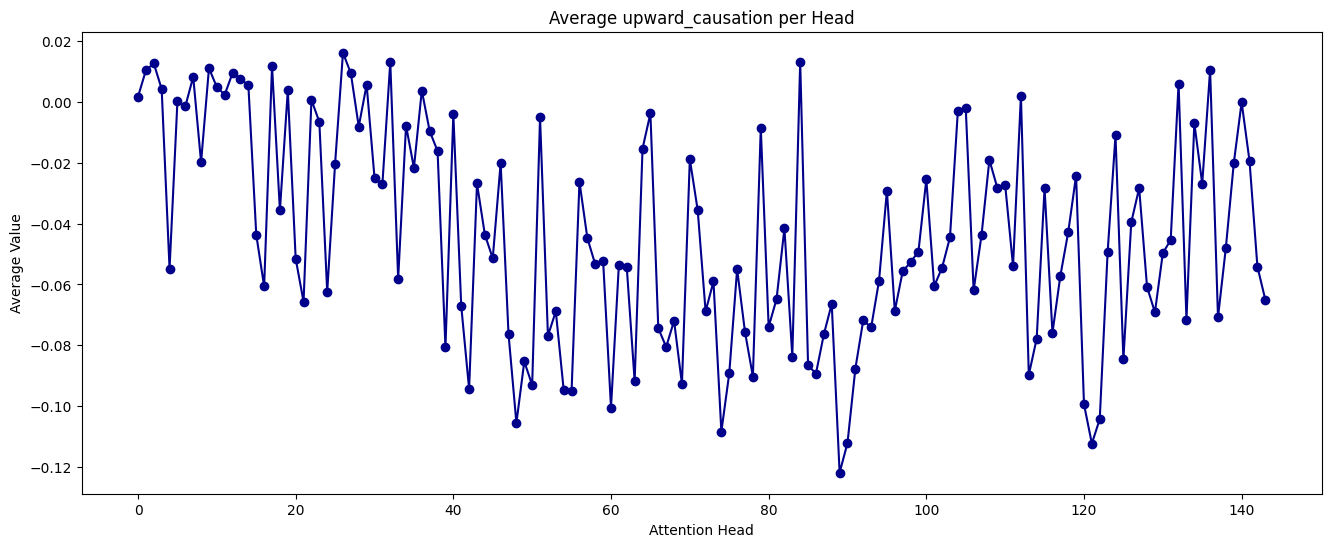 Average upward_causation per Head
Average Value
0.02
0.00
−0.02
−0.04
−0.06
−0.08
−0.10
−0.12
0 20 40 60 80 100 120 140
Attention Head